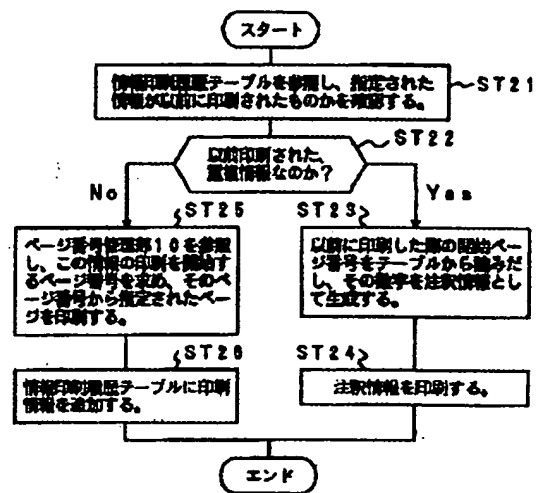 スタート
情報印刷履歴テーブルを参照し、指定された
情報が以前に印刷されたものかを確認する。
ST21
以前印刷された、
重複情報なのか?
ST22
No
Yes
ST25
ページ番号管理部10を参照
し、この情報の印刷を開始す
るページ番号を求め、そのペ
ージ番号から指定されたペー
ジを印刷する。
ST23
以前に印刷した際の開始ペー
ジ番号をテーブルから読みだ
し、その数字を注釈情報とし
て生成する。
ST26
情報印刷履歴テーブルに印刷
情報を追加する。
ST24
注釈情報を印刷する。
エンド